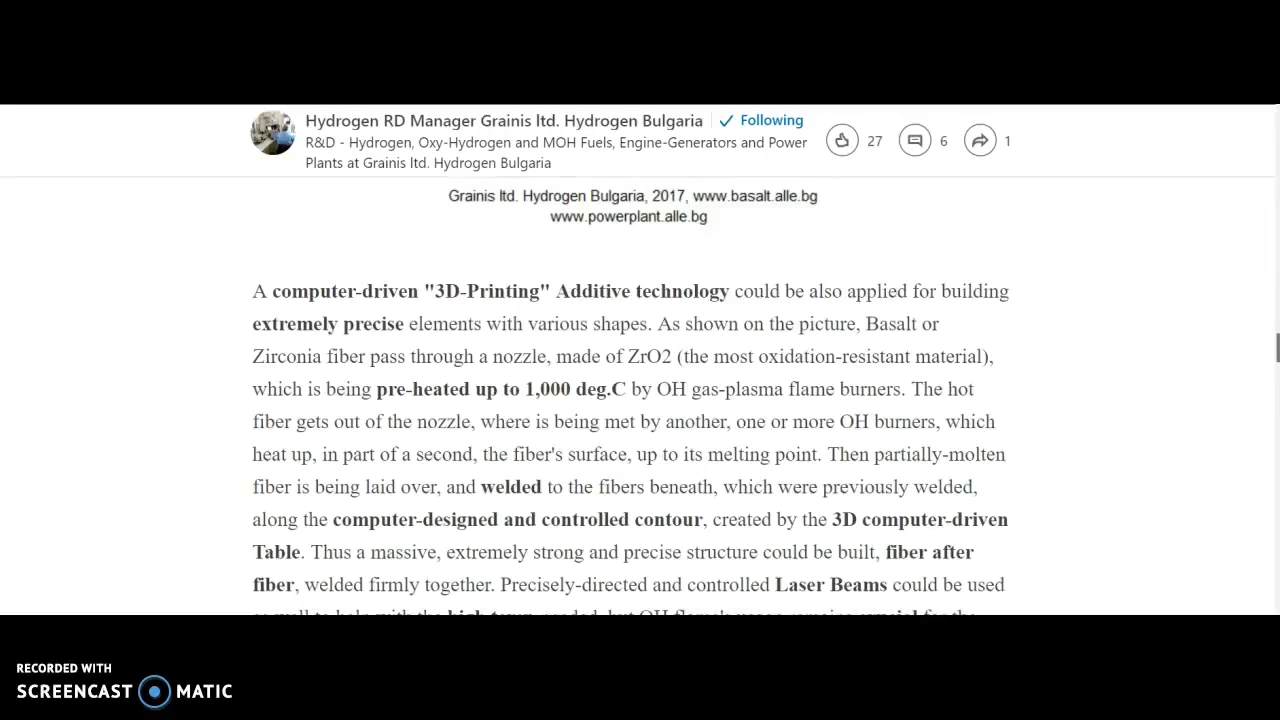 Hydrogen RD Manager Grainis ltd. Hydrogen Bulgaria
Following
R&D - Hydrogen, Oxy-Hydrogen and MOH Fuels, Engine-Generators and Power
Plants at Grainis ltd. Hydrogen Bulgaria
27
6
1
Grainis ltd. Hydrogen Bulgaria, 2017, www.basalt.alle.bg
www.powerplant.alle.bg
A computer-driven "3D-Printing" Additive technology could be also applied for building
extremely precise elements with various shapes. As shown on the picture, Basalt or
Zirconia fiber pass through a nozzle, made of ZrO2 (the most oxidation-resistant material),
which is being pre-heated up to 1,000 deg.C by OH gas-plasma flame burners. The hot
fiber gets out of the nozzle, where is being met by another, one or more OH burners, which
heat up, in part of a second, the fiber's surface, up to its melting point. Then partially-molten
fiber is being laid over, and welded to the fibers beneath, which were previously welded,
along the computer-designed and controlled contour, created by the 3D computer-driven
Table. Thus a massive, extremely strong and precise structure could be built, fiber after
fiber, welded firmly together. Precisely-directed and controlled Laser Beams could be used
RECORDED WITH
SCREENCAST MATIC